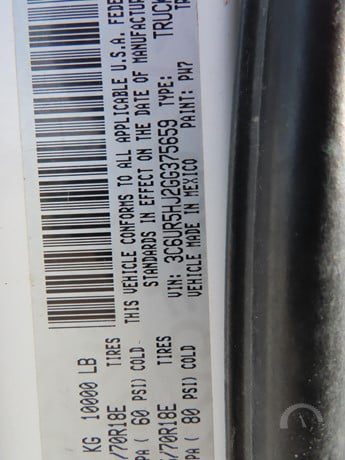 KG 10000 LB
/70R18E TIRES
PA ( 60 PSI) COLD
/70R18E TIRES
PA ( 80 PSI) COLD
THIS VEHICLE CONFORMS TO ALL APPLICABLE U.S.A. FEDE
STANDARDS IN EFFECT ON THE DATE OF MANUFACTUR
VIN: 3C6UR5HJ2GG375659 TYPE: TRUCK
VEHICLE MADE IN MEXICO PAINT: PW7